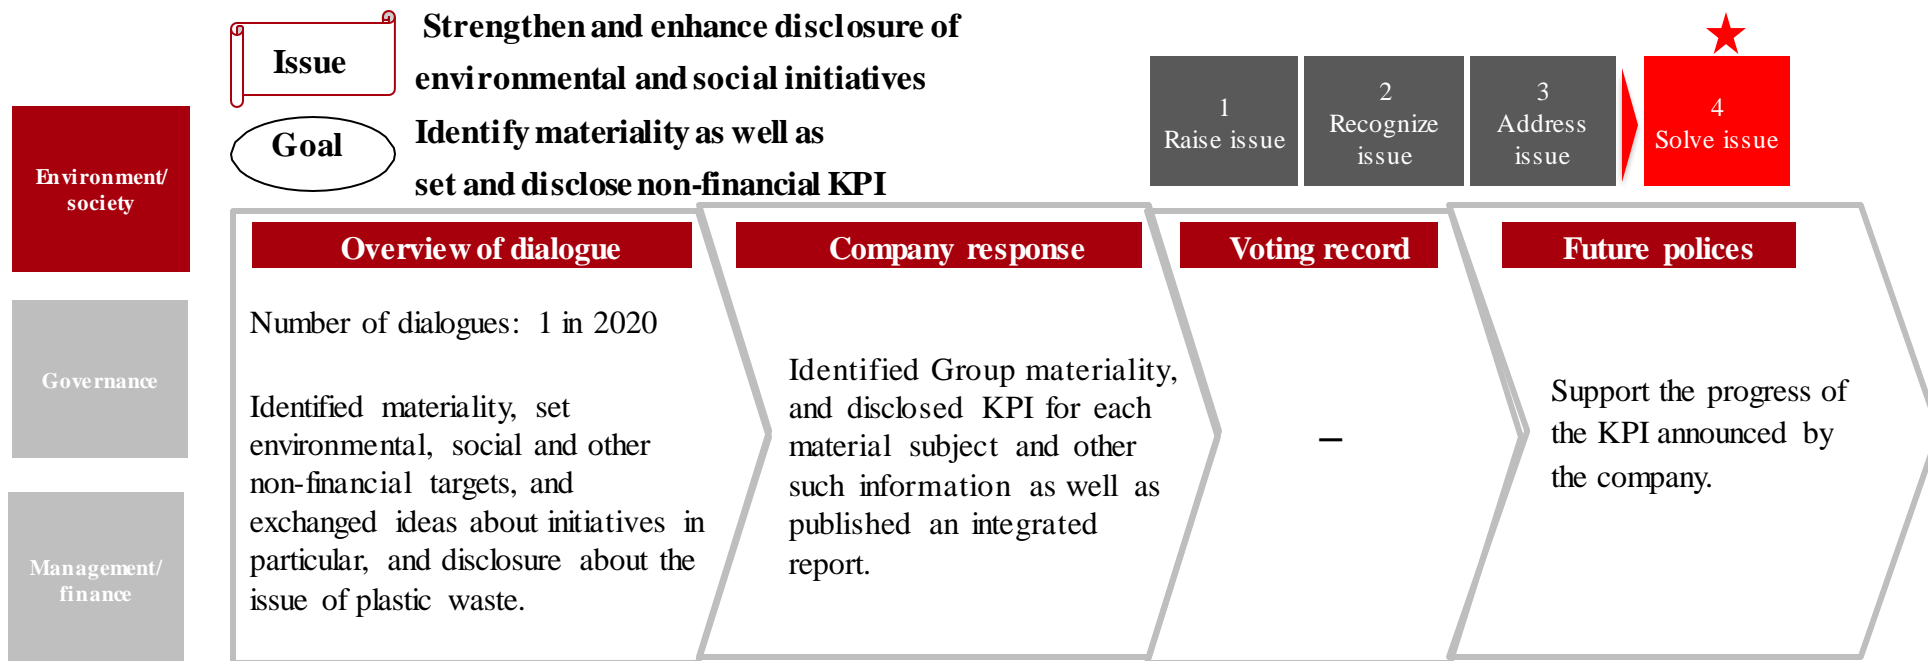 Issue
Strengthen and enhance disclosure of
environmental and social initiatives
Goal
Identify materiality as well as
set and disclose non-financial KPI
1
Raise issue
2
Recognize
issue
3
Address
issue
4
Solve issue
Environment/
society
Governance
Management/
finance
Overview of dialogue
Number of dialogues: 1 in 2020
Identified materiality, set
environmental, social and other
non-financial targets, and
exchanged ideas about initiatives in
particular, and disclosure about the
issue of plastic waste.
Company response
Identified Group materiality,
and disclosed KPI for each
material subject and other
such information as well as
published an integrated
report.
Voting record
–
Future polices
Support the progress of
the KPI announced by
the company.